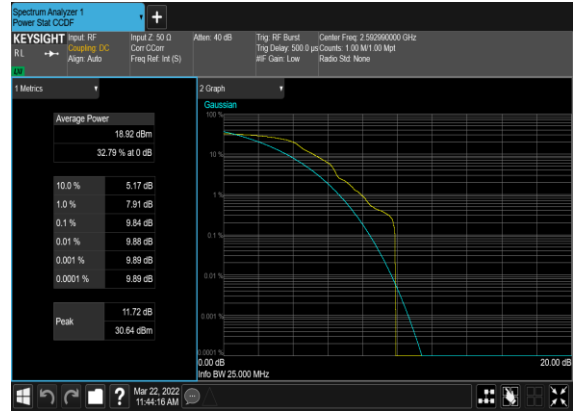 Spectrum Analyzer 1
Power Stat CCDF
KEYSIGHT
RL
Input: RF
Coupling: DC
Align: Auto
Input Z: 50 Ω
Corr CCorr
Freq Ref: Int (S)
Atten: 40 dB
Trig: RF Burst
Trig Delay: 500.0 µs
#IF Gain: Low
Center Freq: 2.592990000 GHz
Counts: 1.00 M/1.00 Mpt
Radio Std: None
1 Metrics
Average Power
18.92 dBm
32.79 % at 0 dB
10.0 % 5.17 dB
1.0 % 7.91 dB
0.1 % 9.84 dB
0.01 % 9.88 dB
0.001 % 9.89 dB
0.0001 % 9.89 dB
Peak
11.72 dB
30.64 dBm
2 Graph
Gaussian
100 %
10 %
1 %
0.1 %
0.01 %
0.001 %
0.0001 %
0.00 dB
20.00 dB
Info BW 25.000 MHz
?
Mar 22, 2022
11:44:16 AM